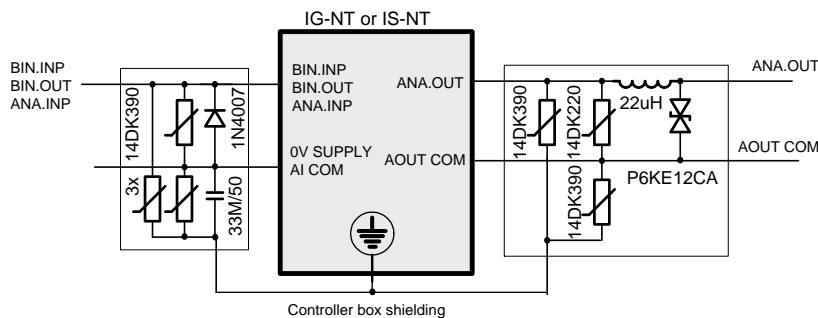 IG-NT or IS-NT
BIN.INP
BIN.OUT
ANA.INP
14DK390
1N4007
3x
33M/50
BIN.INP
BIN.OUT
ANA.INP
0V SUPPLY
AI COM
ANA.OUT
AOUT COM
14DK390
14DK220
22uH
14DK390
P6KE12CA
ANA.OUT
AOUT COM
Controller box shielding